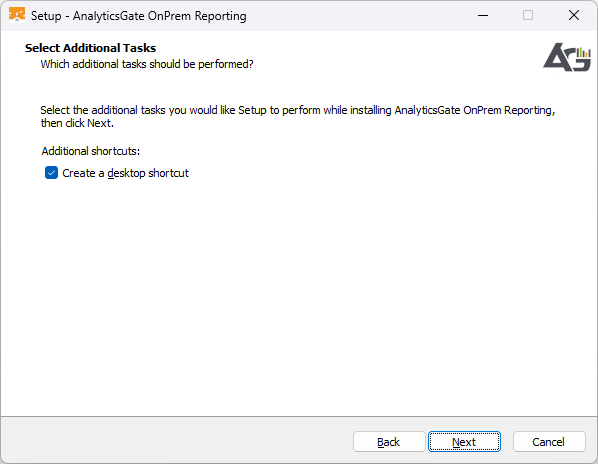 Setup - AnalyticsGate OnPrem Reporting
Select Additional Tasks
Which additional tasks should be performed?
AG
Select the additional tasks you would like Setup to perform while installing AnalyticsGate OnPrem Reporting,
then click Next.
Additional shortcuts:
Create a desktop shortcut
Back
Next
Cancel